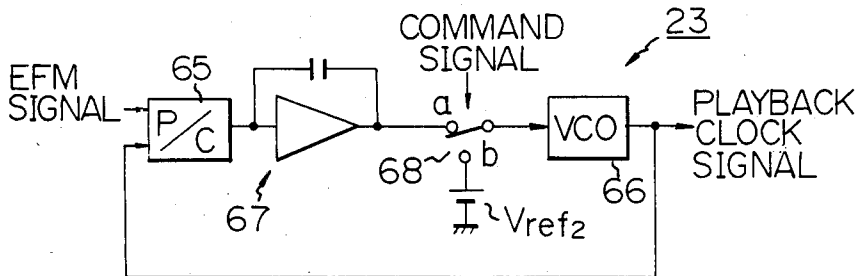 COMMAND
SIGNAL
23
EFM
SIGNAL
65
P/C
67
a
b
68
Vref2
VCO
66
PLAYBACK
CLOCK
SIGNAL